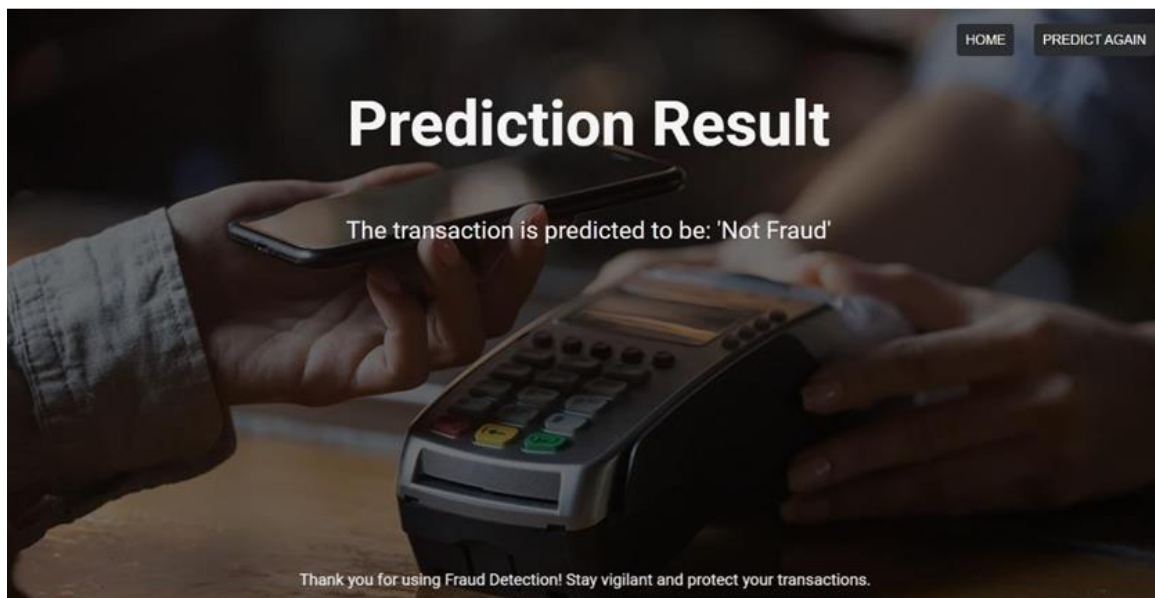 HOME
PREDICT AGAIN
Prediction Result
The transaction is predicted to be: 'Not Fraud'
Thank you for using Fraud Detection! Stay vigilant and protect your transactions.